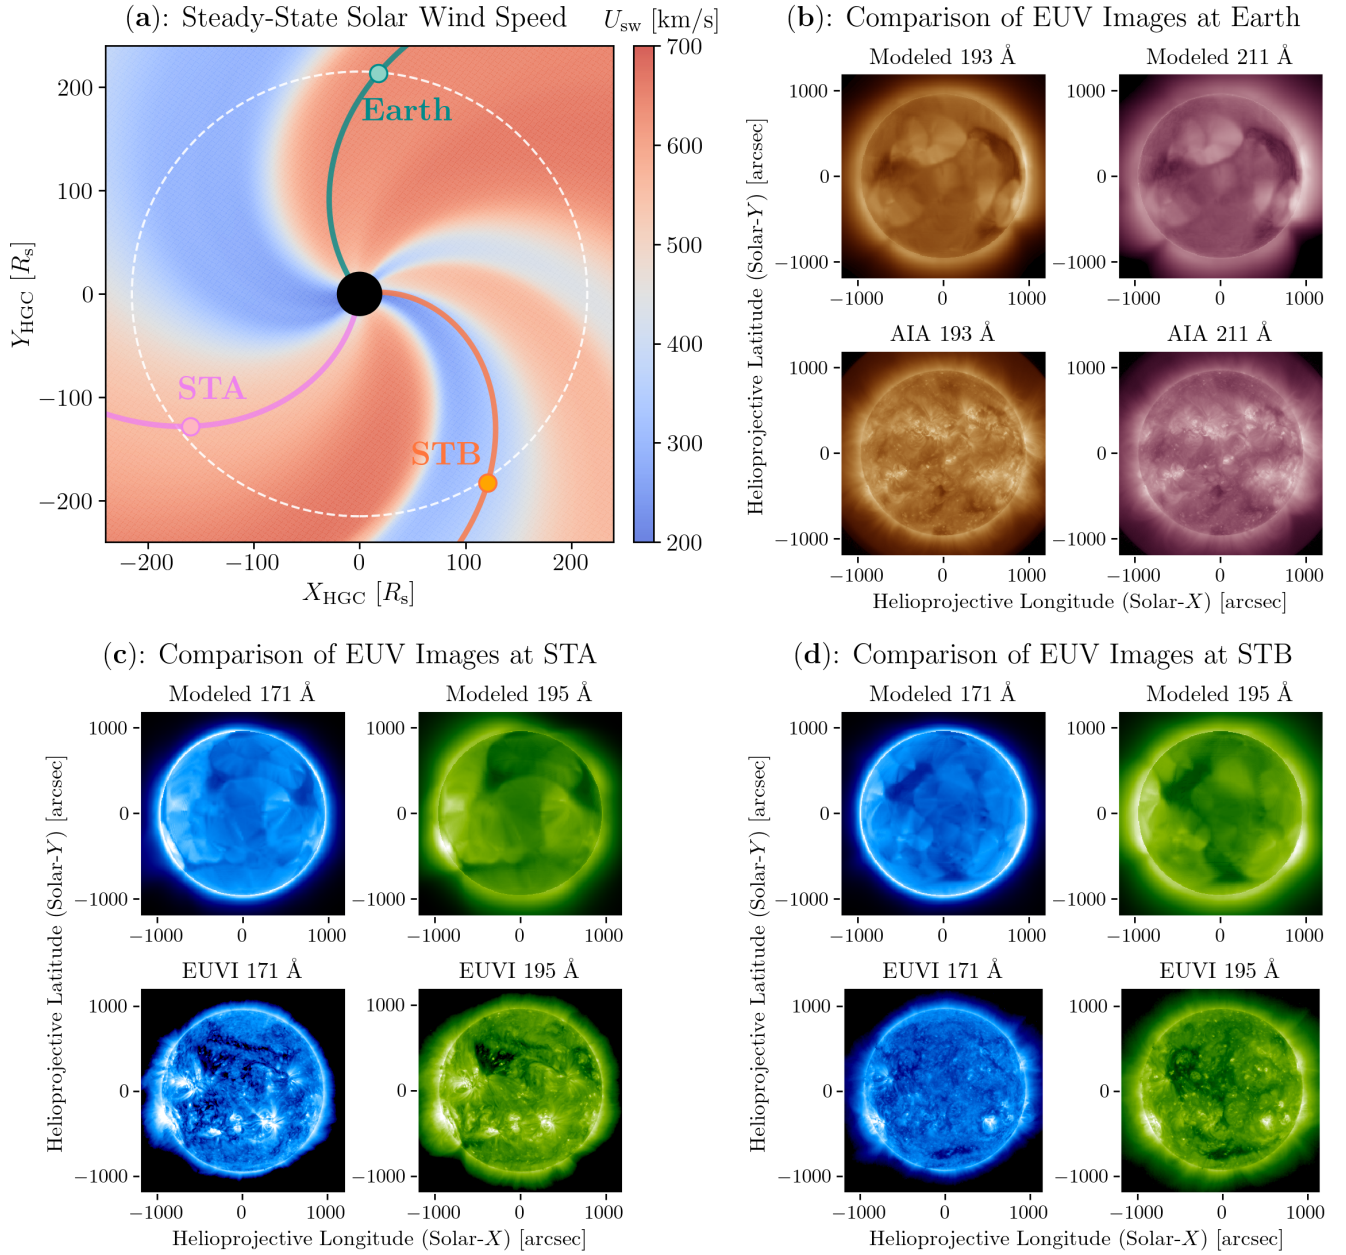 (a): Steady-State Solar Wind Speed
U_sw [km/s]
700
600
500
400
300
200
200
100
0
−100
−200
Y_HGC [R_s]
Earth
STA
STB
−200 −100 0 100 200
X_HGC [R_s]
(b): Comparison of EUV Images at Earth
Modeled 193 Å
Modeled 211 Å
1000
0
−1000
−1000 0 1000
−1000 0 1000
AIA 193 Å
AIA 211 Å
1000
0
−1000
−1000 0 1000
−1000 0 1000
Helioprojective Latitude (Solar-Y) [arcsec]
Helioprojective Longitude (Solar-X) [arcsec]
(c): Comparison of EUV Images at STA
Modeled 171 Å
Modeled 195 Å
1000
0
−1000
1000
0
−1000
−1000 0 1000
−1000 0 1000
EUVI 171 Å
EUVI 195 Å
1000
0
−1000
1000
0
−1000
−1000 0 1000
−1000 0 1000
Helioprojective Latitude (Solar-Y) [arcsec]
Helioprojective Longitude (Solar-X) [arcsec]
(d): Comparison of EUV Images at STB
Modeled 171 Å
Modeled 195 Å
1000
0
−1000
1000
0
−1000
−1000 0 1000
−1000 0 1000
EUVI 171 Å
EUVI 195 Å
1000
0
−1000
1000
0
−1000
−1000 0 1000
−1000 0 1000
Helioprojective Latitude (Solar-Y) [arcsec]
Helioprojective Longitude (Solar-X) [arcsec]